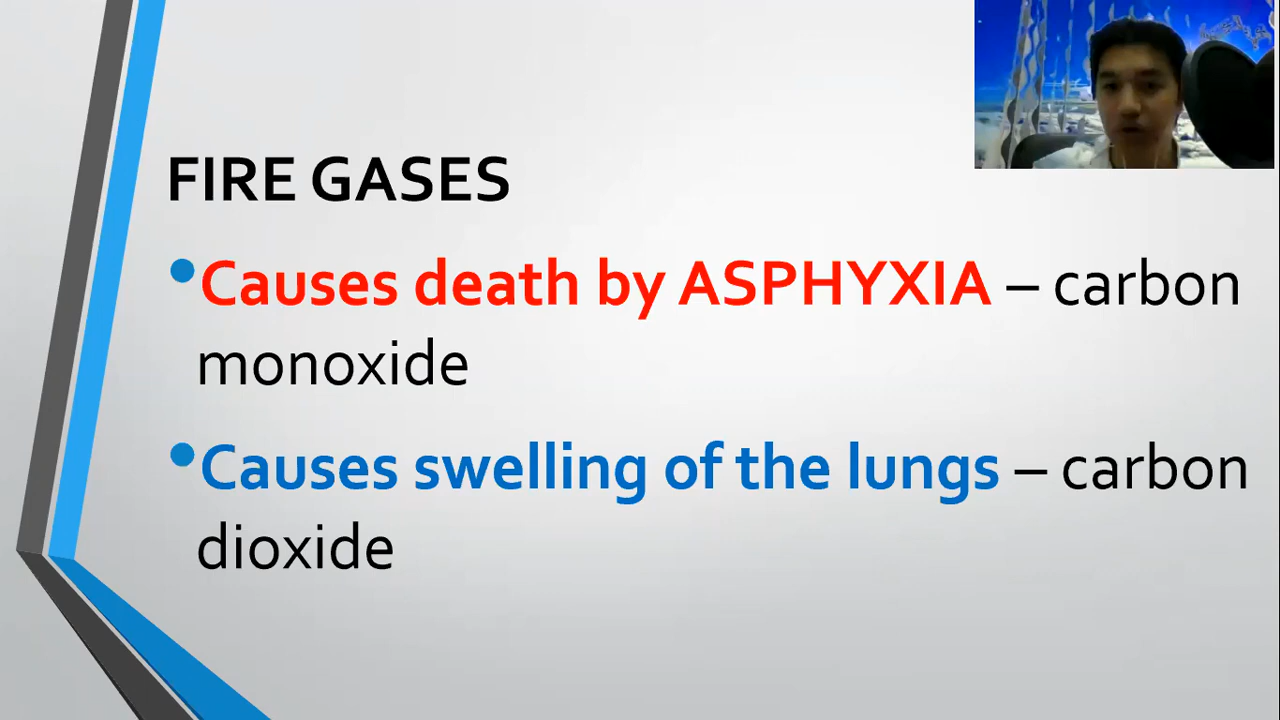 FIRE GASES
•Causes death by ASPHYXIA – carbon
monoxide
•Causes swelling of the lungs – carbon
dioxide